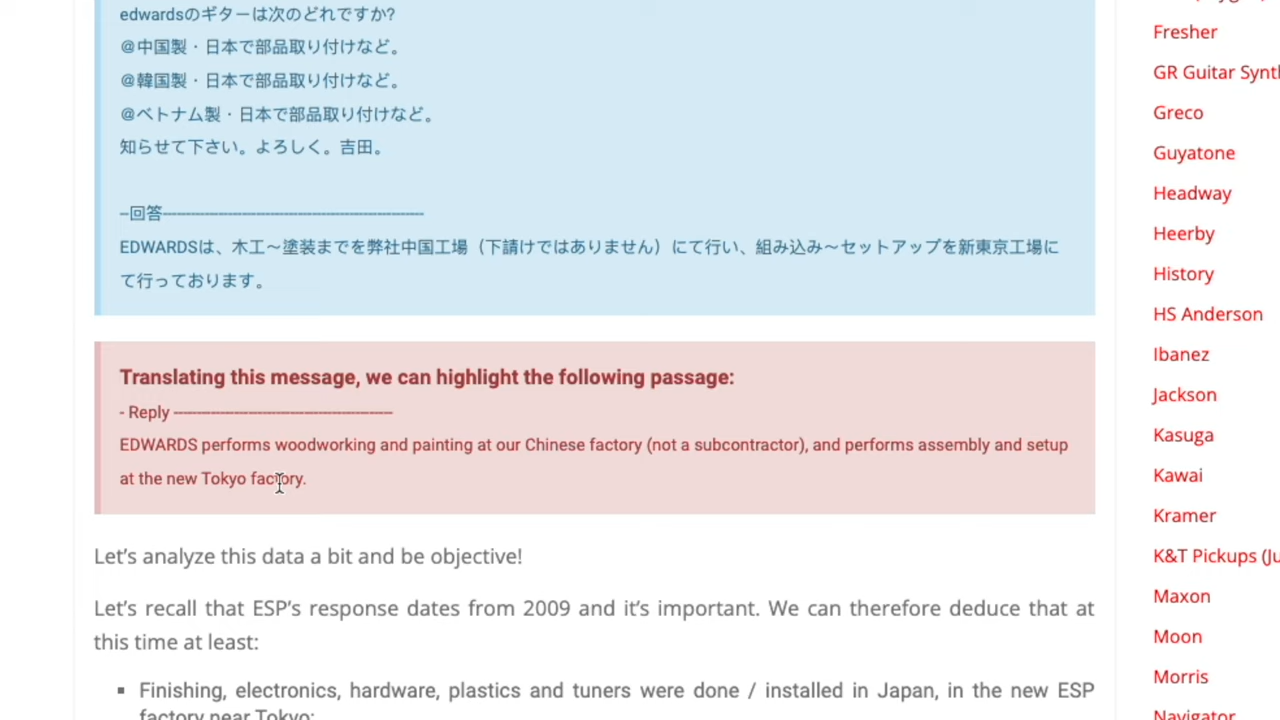 edwardsのギターは次のどれですか?
@中国製・日本で部品取り付けなど。
@韓国製・日本で部品取り付けなど。
@ベトナム製・日本で部品取り付けなど。
知らせて下さい。よろしく。吉田。
--回答--------------------------------------------------
EDWARDSは、木工〜塗装までを弊社中国工場（下請けではありません）にて行い、組み込み〜セットアップを新東京工場に
て行っております。
Translating this message, we can highlight the following passage:
- Reply ------------------------------------------
EDWARDS performs woodworking and painting at our Chinese factory (not a subcontractor), and performs assembly and setup
at the new Tokyo factory.
Let's analyze this data a bit and be objective!
Let's recall that ESP's response dates from 2009 and it's important. We can therefore deduce that at
this time at least:
▪ Finishing, electronics, hardware, plastics and tuners were done / installed in Japan, in the new ESP
factory near Tokyo;
Fresher
GR Guitar Synth
Greco
Guyatone
Headway
Heerby
History
HS Anderson
Ibanez
Jackson
Kasuga
Kawai
Kramer
K&T Pickups (Ju
Maxon
Moon
Morris
Navigator